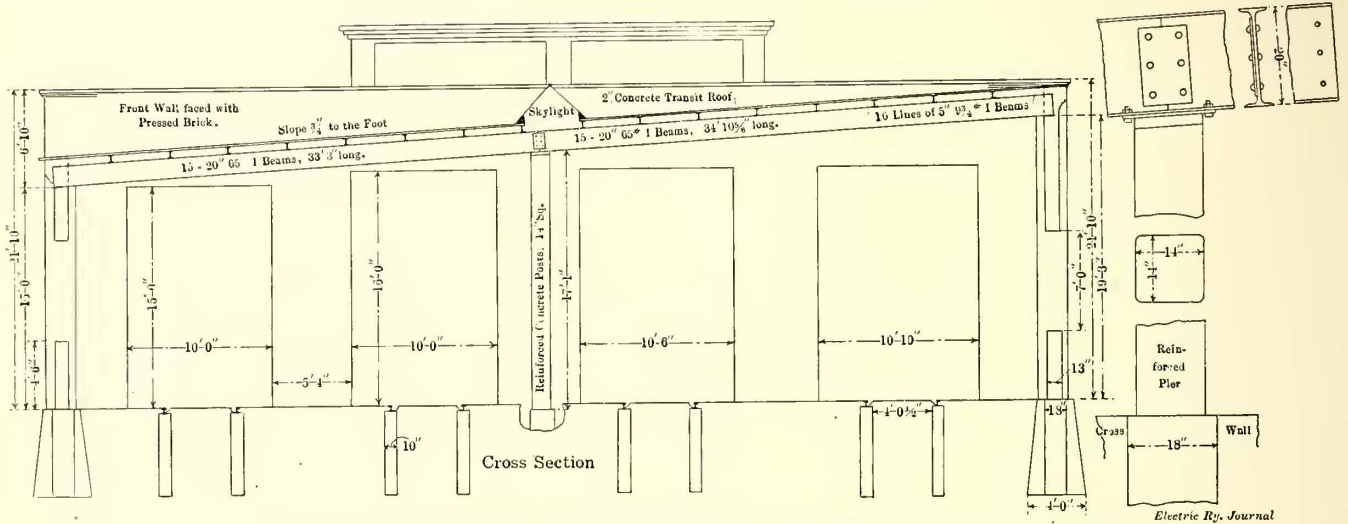 Front Wall faced with
Pressed Brick.
Slope ¾" to the Foot
Skylight
2" Concrete Transit Roof
15 - 20" 65 I Beams, 33' 3" long.
15 - 20" 65# I Beams, 34' 10⅝" long.
16 Lines of 5" 9¾# I Beams
20"
6'-10"
21'-10"
15'-0"
4'-6"
15'-0"
16'-0"
10'-0"
5'-4"
10'-0"
Reinforced Concrete Posts, 14" Sq.
17'-1"
10'-6"
10'-10"
7'-0"
21'-10"
19'-3"
13"
18"
4'-0½"
10"
4'-0"
14"
14"
Rein-
forced
Pier
Cross Wall
18"
Cross Section
Electric Ry. Journal